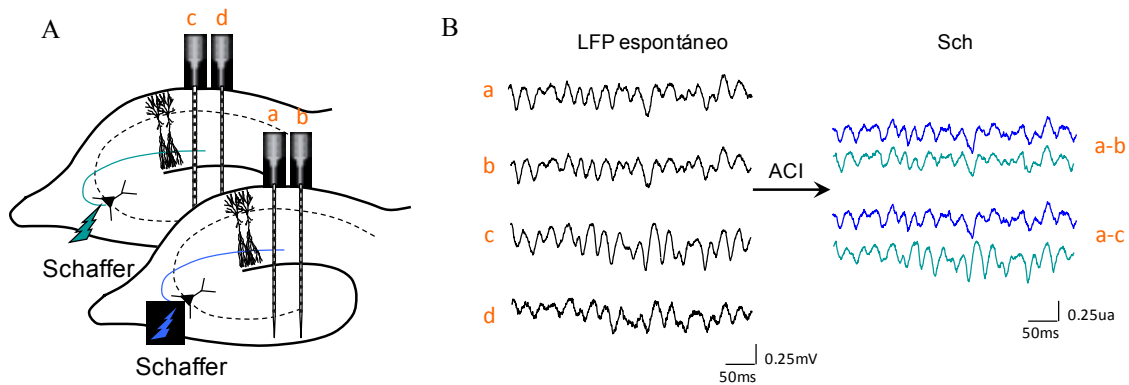 A
c d
a b
Schaffer
Schaffer
B
LFP espontáneo
Sch
a
b
c
d
ACI
a-b
a-c
0.25mV
50ms
0.25ua
50ms